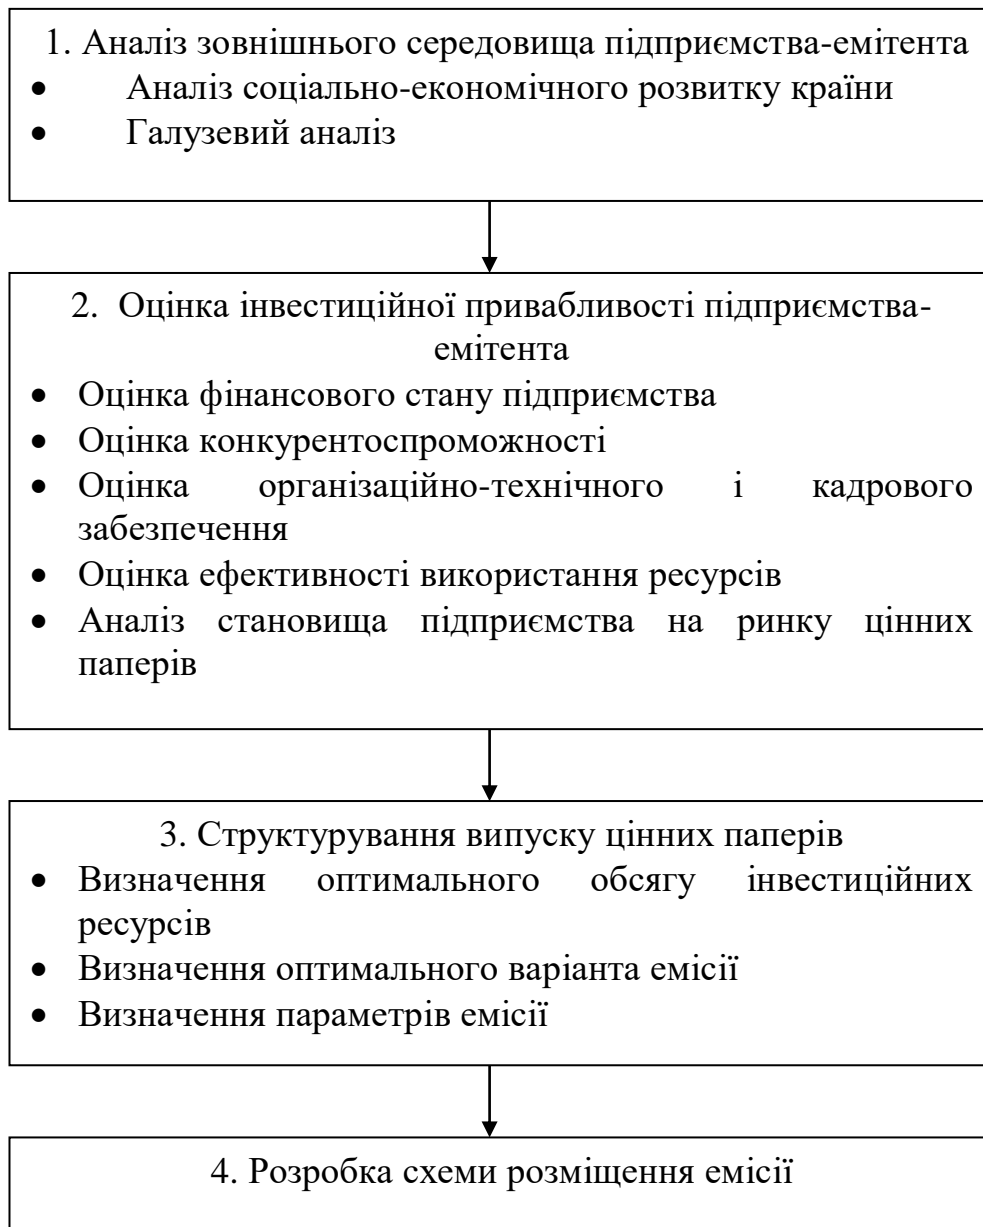 1. Аналіз зовнішнього середовища підприємства-емітента
• Аналіз соціально-економічного розвитку країни
• Галузевий аналіз
2. Оцінка інвестиційної привабливості підприємства-
емітента
• Оцінка фінансового стану підприємства
• Оцінка конкурентоспроможності
• Оцінка організаційно-технічного і кадрового
забезпечення
• Оцінка ефективності використання ресурсів
• Аналіз становища підприємства на ринку цінних
паперів
3. Структурування випуску цінних паперів
• Визначення оптимального обсягу інвестиційних
ресурсів
• Визначення оптимального варіанта емісії
• Визначення параметрів емісії
4. Розробка схеми розміщення емісії